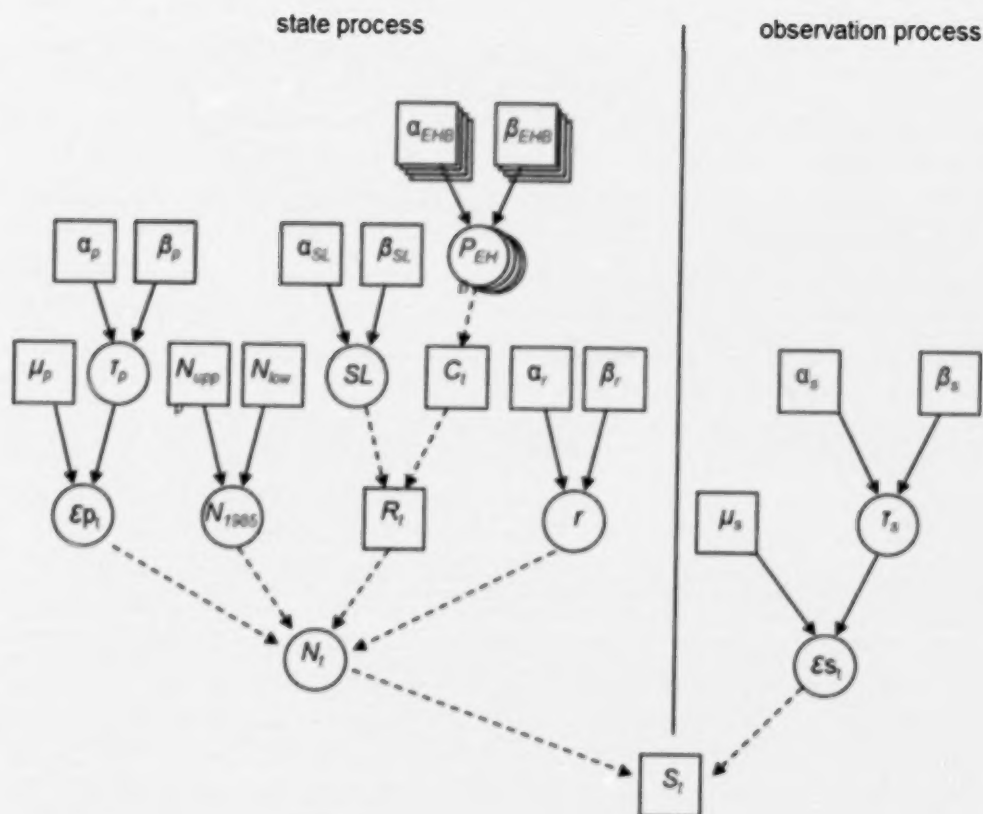 state process
observation process
α_EHB β_EHB
α_p β_p α_SL β_SL P_EH
B
μ_p τ_p N_upp N_low SL C_t α_r β_r α_s β_s
p
εp_t N_1985 R_t r μ_s τ_s
N_t εs_t
S_t